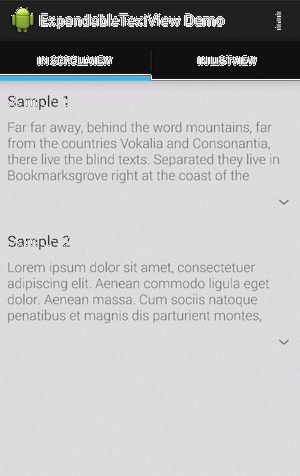 ExpandableTextView Demo
IN SCROLLVIEW
IN LISTVIEW
Sample 1
Far far away, behind the word mountains, far
from the countries Vokalia and Consonantia,
there live the blind texts. Separated they live in
Bookmarksgrove right at the coast of the
Sample 2
Lorem ipsum dolor sit amet, consectetuer
adipiscing elit. Aenean commodo ligula eget
dolor. Aenean massa. Cum sociis natoque
penatibus et magnis dis parturient montes,